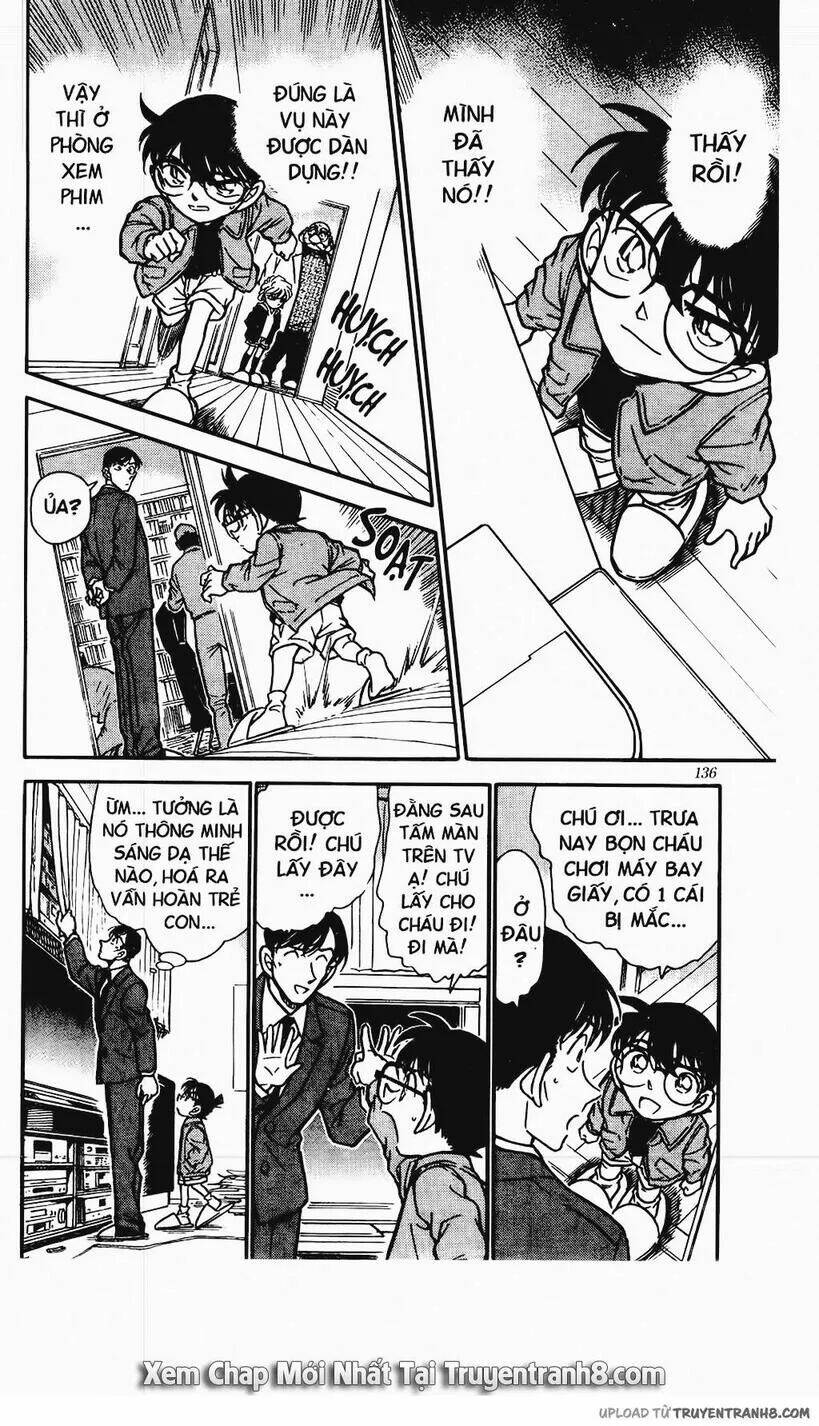 THẤY
RỒI!
MÌNH
ĐÃ
THẤY
NÓ!!
ĐÚNG LÀ
VỤ NÀY
ĐƯỢC DÀN
DỰNG!!
VẬY
THÌ Ở
PHÒNG
XEM
PHIM
...
HUỴCH
HUỴCH
SOẠT
ỦA?
136
CHÚ ƠI... TRƯA
NAY BỌN CHÁU
CHƠI MÁY BAY
GIẤY, CÓ 1 CÁI
BỊ MẮC...
Ở
ĐÂU
?
ĐẰNG SAU
TẤM MÀN
TRÊN TV
Ạ! CHÚ
LẤY CHO
CHÁU ĐI!
ĐI MÀ!
ĐƯỢC
RỒI! CHÚ
LẤY ĐÂY
...
ỪM... TƯỞNG LÀ
NÓ THÔNG MINH
SÁNG DẠ THẾ
NÀO, HOÁ RA
VẪN HOÀN TRẺ
CON...
Xem Chap Mới Nhất Tại Truyentranh8.com
UPLOAD TỪ TRUYENTRANH8.COM